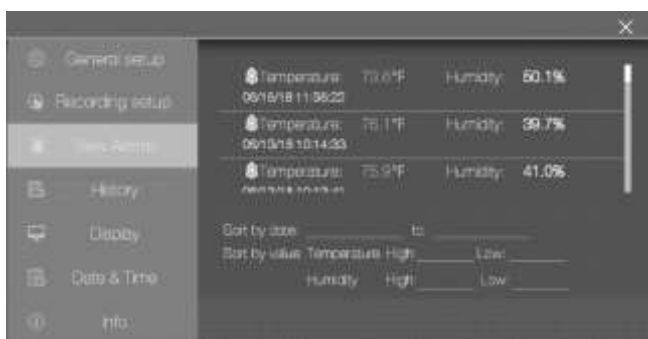 General setup
Recording setup
View Alarms
History
Display
Date & Time
Info
Temperature: 73.6°F Humidity: 50.1%
06/16/18 11:36:22
Temperature: 76.1°F Humidity: 39.7%
06/13/18 10:14:33
Temperature: 75.9°F Humidity: 41.0%
Sort by date: to
Sort by value: Temperature High: Low:
Humidity High: Low: